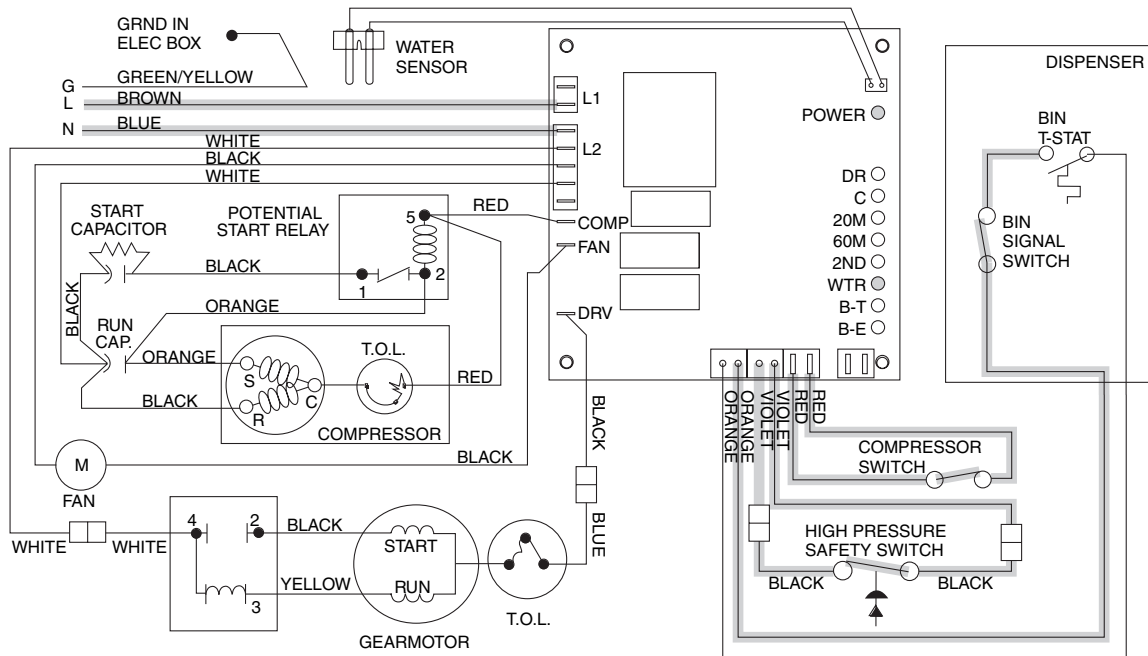 GRND IN
ELEC BOX
WATER
SENSOR
DISPENSER
G
GREEN/YELLOW
L
BROWN
L1
POWER
N
BLUE
BIN
T-STAT
WHITE
L2
BLACK
WHITE
DR
C
START
CAPACITOR
POTENTIAL
START RELAY
5
RED
COMP
20M
BIN
SIGNAL
SWITCH
FAN
60M
BLACK
1
2
2ND
WTR
ORANGE
DRV
B-T
BLACK
RUN
CAP.
B-E
ORANGE
T.O.L.
S
C
RED
BLACK
R
COMPRESSOR
ORANGE
ORANGE
VIOLET
VIOLET
RED
RED
BLACK
COMPRESSOR
SWITCH
M
BLACK
FAN
4
2
BLACK
START
BLUE
HIGH PRESSURE
SAFETY SWITCH
WHITE
WHITE
YELLOW
RUN
BLACK
BLACK
3
T.O.L.
GEARMOTOR